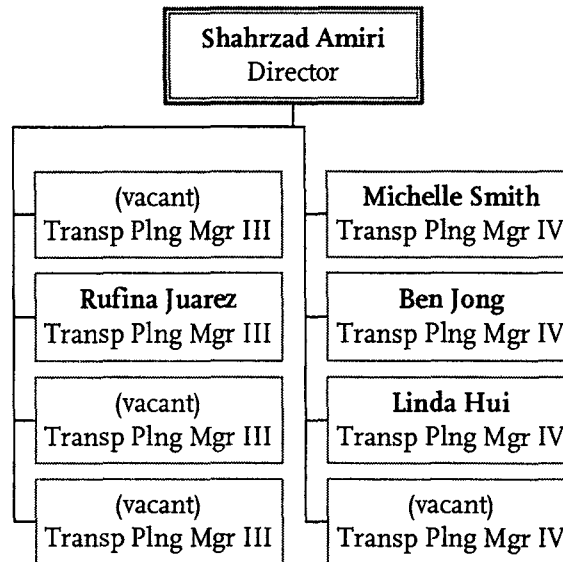 Shahrzad Amiri
Director
(vacant)
Transp Plng Mgr III
Rufina Juarez
Transp Plng Mgr III
(vacant)
Transp Plng Mgr III
(vacant)
Transp Plng Mgr III
Michelle Smith
Transp Plng Mgr IV
Ben Jong
Transp Plng Mgr IV
Linda Hui
Transp Plng Mgr IV
(vacant)
Transp Plng Mgr IV